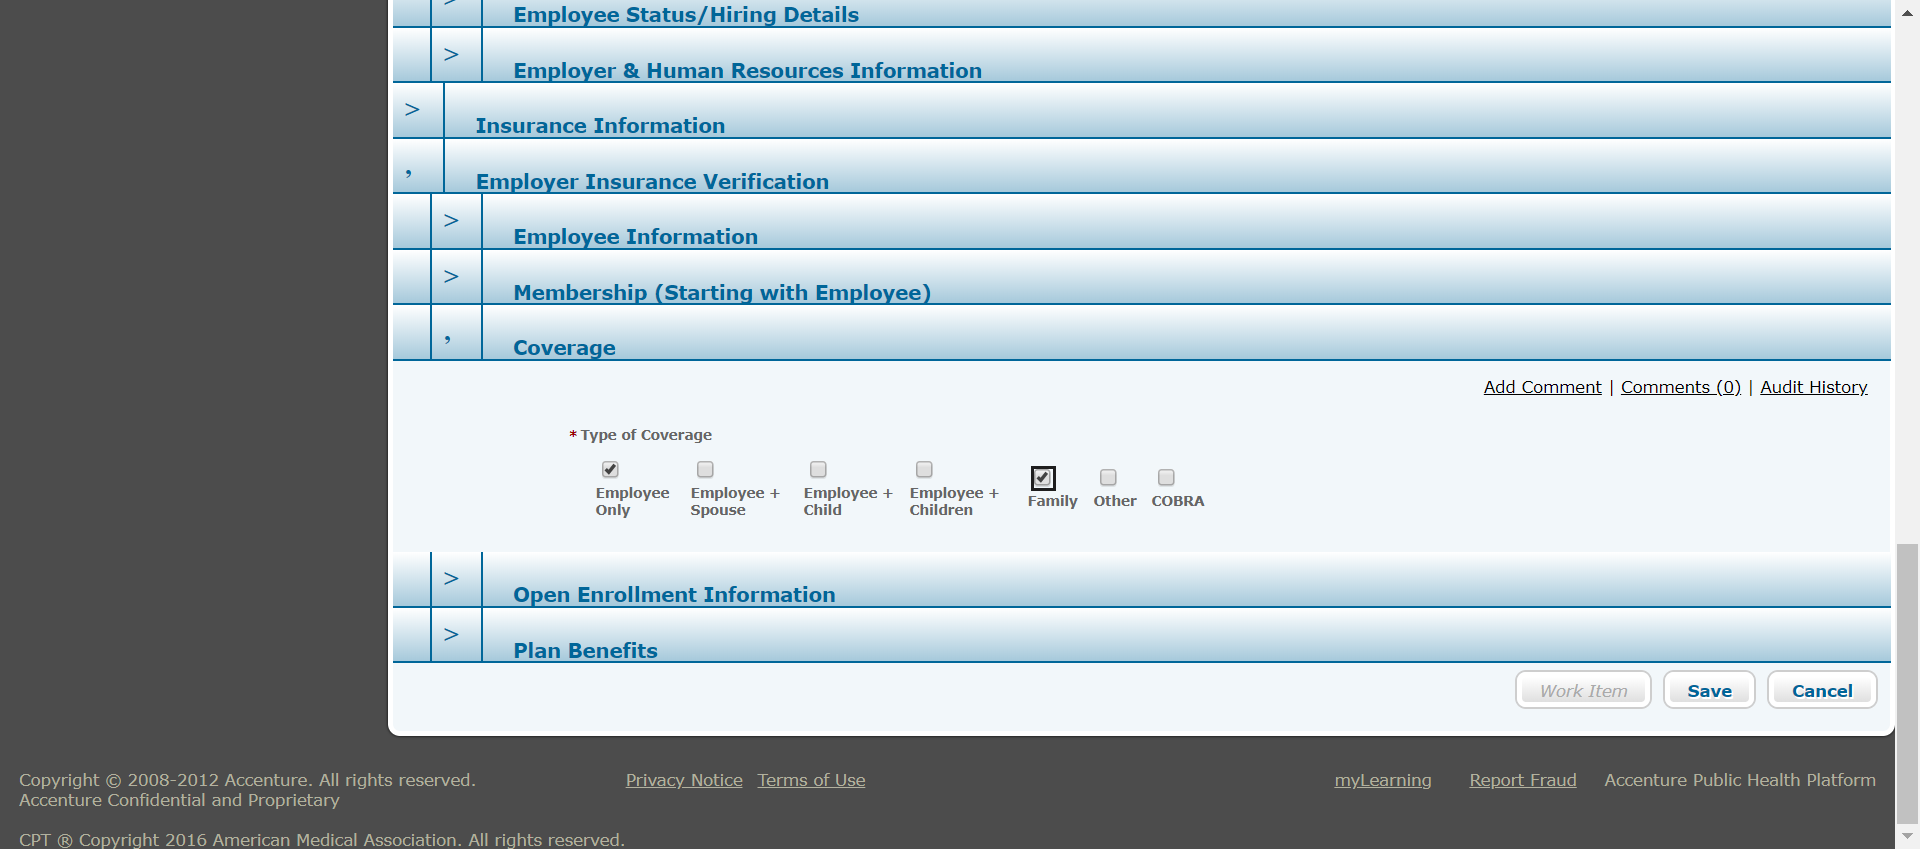 Employee Status/Hiring Details
>
Employer & Human Resources Information
>
Insurance Information
,
Employer Insurance Verification
>
Employee Information
>
Membership (Starting with Employee)
,
Coverage
Add Comment | Comments (0) | Audit History
* Type of Coverage
Employee Only
Employee + Spouse
Employee + Child
Employee + Children
Family
Other
COBRA
>
Open Enrollment Information
>
Plan Benefits
Work Item Save Cancel
Copyright © 2008-2012 Accenture. All rights reserved.
Accenture Confidential and Proprietary
Privacy Notice Terms of Use
myLearning Report Fraud Accenture Public Health Platform
CPT ® Copyright 2016 American Medical Association. All rights reserved.